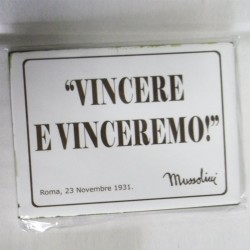 “VINCERE
E VINCEREMO!”
Mussolini
Roma, 23 Novembre 1931.